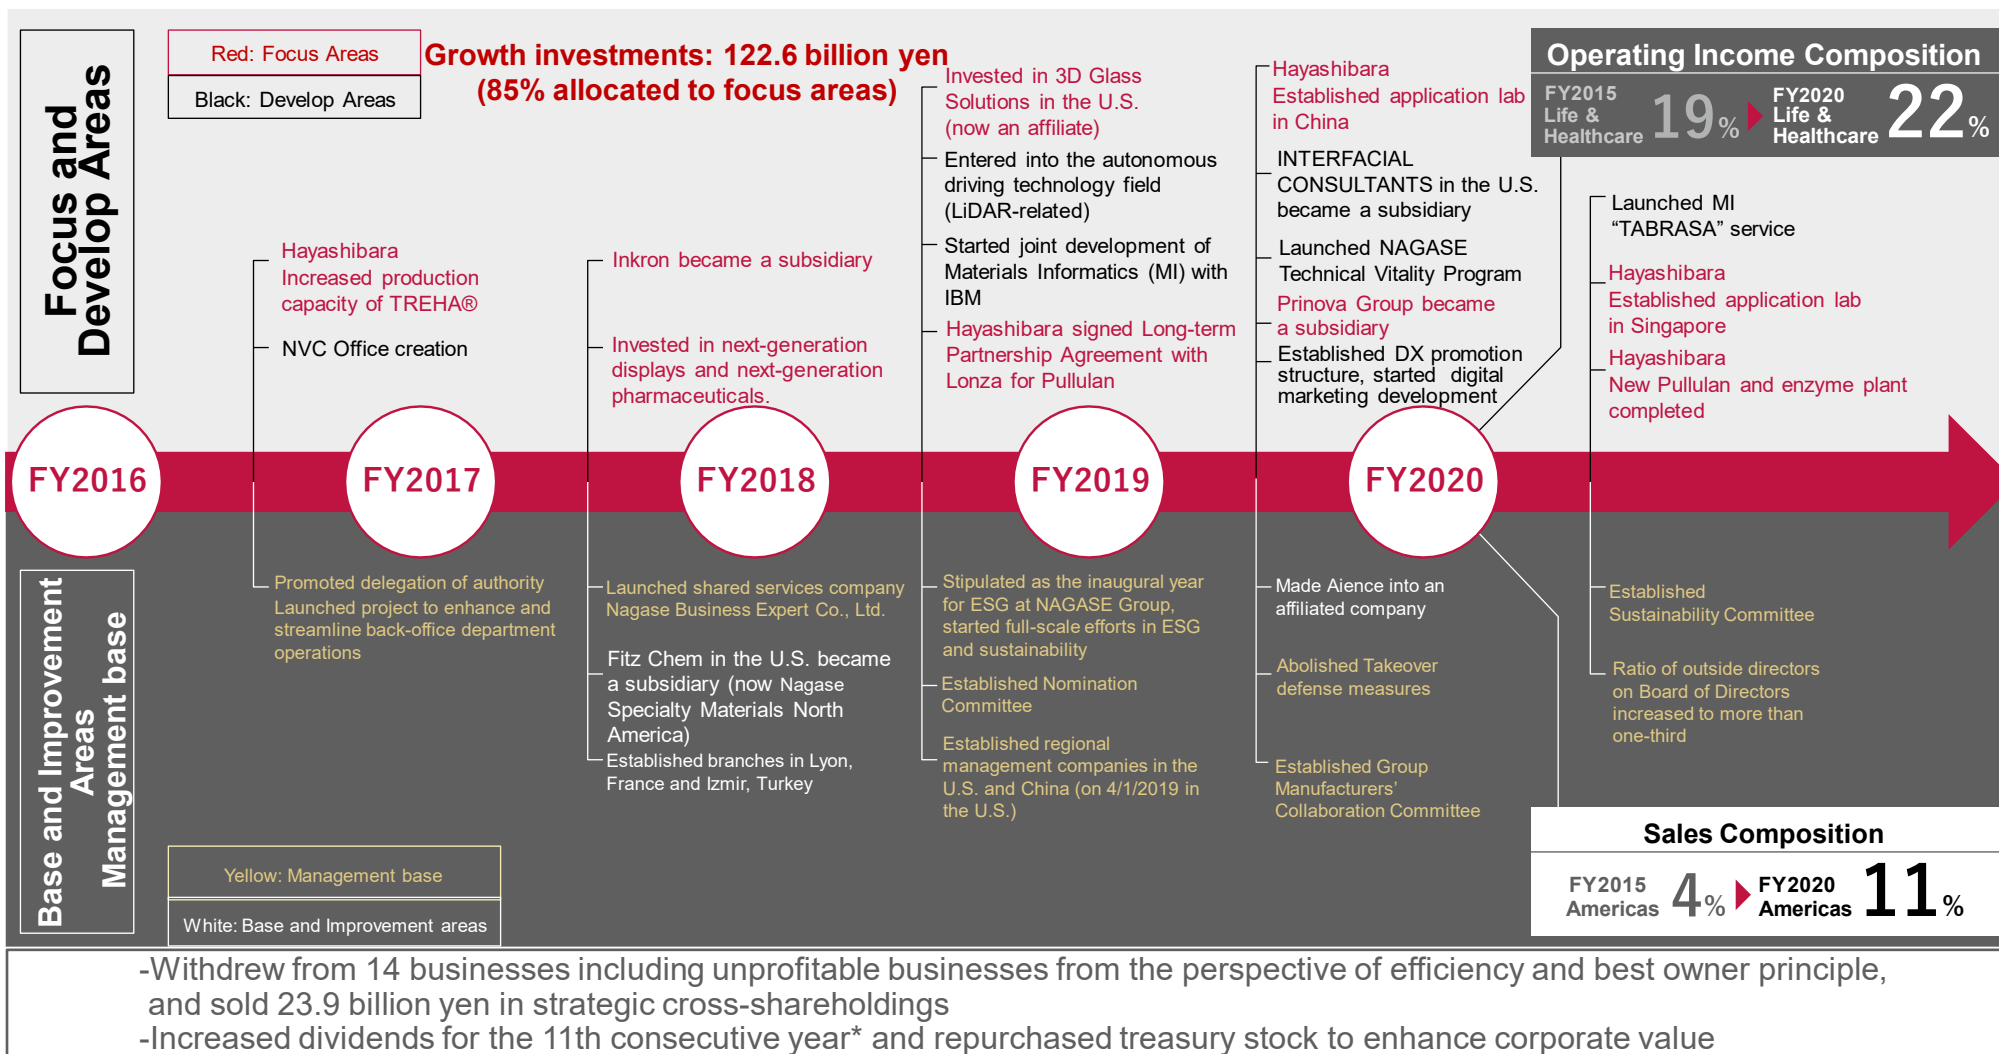 Focus and
Develop Areas
Red: Focus Areas
Black: Develop Areas
Growth investments: 122.6 billion yen
(85% allocated to focus areas)
Hayashibara
Increased production
capacity of TREHA®
NVC Office creation
Inkron became a subsidiary
Invested in next-generation
displays and next-generation
pharmaceuticals.
Invested in 3D Glass
Solutions in the U.S.
(now an affiliate)
Entered into the autonomous
driving technology field
(LiDAR-related)
Started joint development of
Materials Informatics (MI) with
IBM
Hayashibara signed Long-term
Partnership Agreement with
Lonza for Pullulan
Hayashibara
Established application lab
in China
INTERFACIAL
CONSULTANTS in the U.S.
became a subsidiary
Launched NAGASE
Technical Vitality Program
Prinova Group became
a subsidiary
Established DX promotion
structure, started digital
marketing development
Operating Income Composition
FY2015
Life &
Healthcare 19%
FY2020
Life &
Healthcare 22%
Launched MI
“TABRASA” service
Hayashibara
Established application lab
in Singapore
Hayashibara
New Pullulan and enzyme plant
completed
FY2016
FY2017
FY2018
FY2019
FY2020
Base and Improvement
Areas
Management base
Promoted delegation of authority
Launched project to enhance and
streamline back-office department
operations
Launched shared services company
Nagase Business Expert Co., Ltd.
Fitz Chem in the U.S. became
a subsidiary (now Nagase
Specialty Materials North
America)
Established branches in Lyon,
France and Izmir, Turkey
Stipulated as the inaugural year
for ESG at NAGASE Group,
started full-scale efforts in ESG
and sustainability
Established Nomination
Committee
Established regional
management companies in the
U.S. and China (on 4/1/2019 in
the U.S.)
Made Aience into an
affiliated company
Abolished Takeover
defense measures
Established Group
Manufacturers’
Collaboration Committee
Established
Sustainability Committee
Ratio of outside directors
on Board of Directors
increased to more than
one-third
Yellow: Management base
White: Base and Improvement areas
Sales Composition
FY2015
Americas 4%
FY2020
Americas 11%
-Withdrew from 14 businesses including unprofitable businesses from the perspective of efficiency and best owner principle,
and sold 23.9 billion yen in strategic cross-shareholdings
-Increased dividends for the 11th consecutive year* and repurchased treasury stock to enhance corporate value